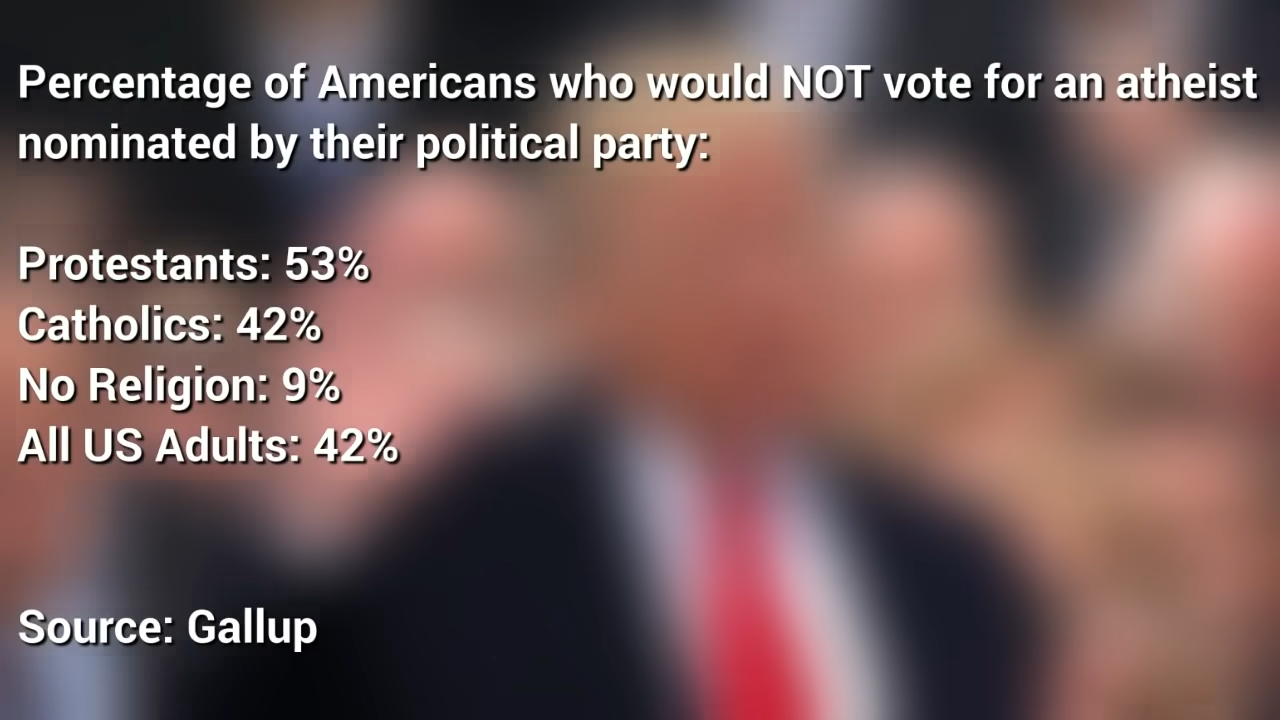 Percentage of Americans who would NOT vote for an atheist
nominated by their political party:
Protestants: 53%
Catholics: 42%
No Religion: 9%
All US Adults: 42%
Source: Gallup